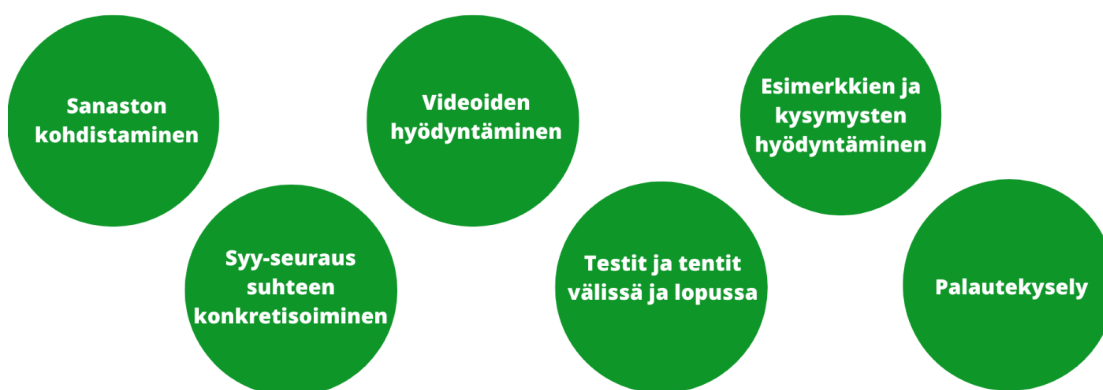 Sanaston
kohdistaminen
Syy-seuraus
suhteen
konkretisoiminen
Videoiden
hyödyntäminen
Testit ja tentit
välissä ja lopussa
Esimerkkien ja
kysymysten
hyödyntäminen
Palautekysely